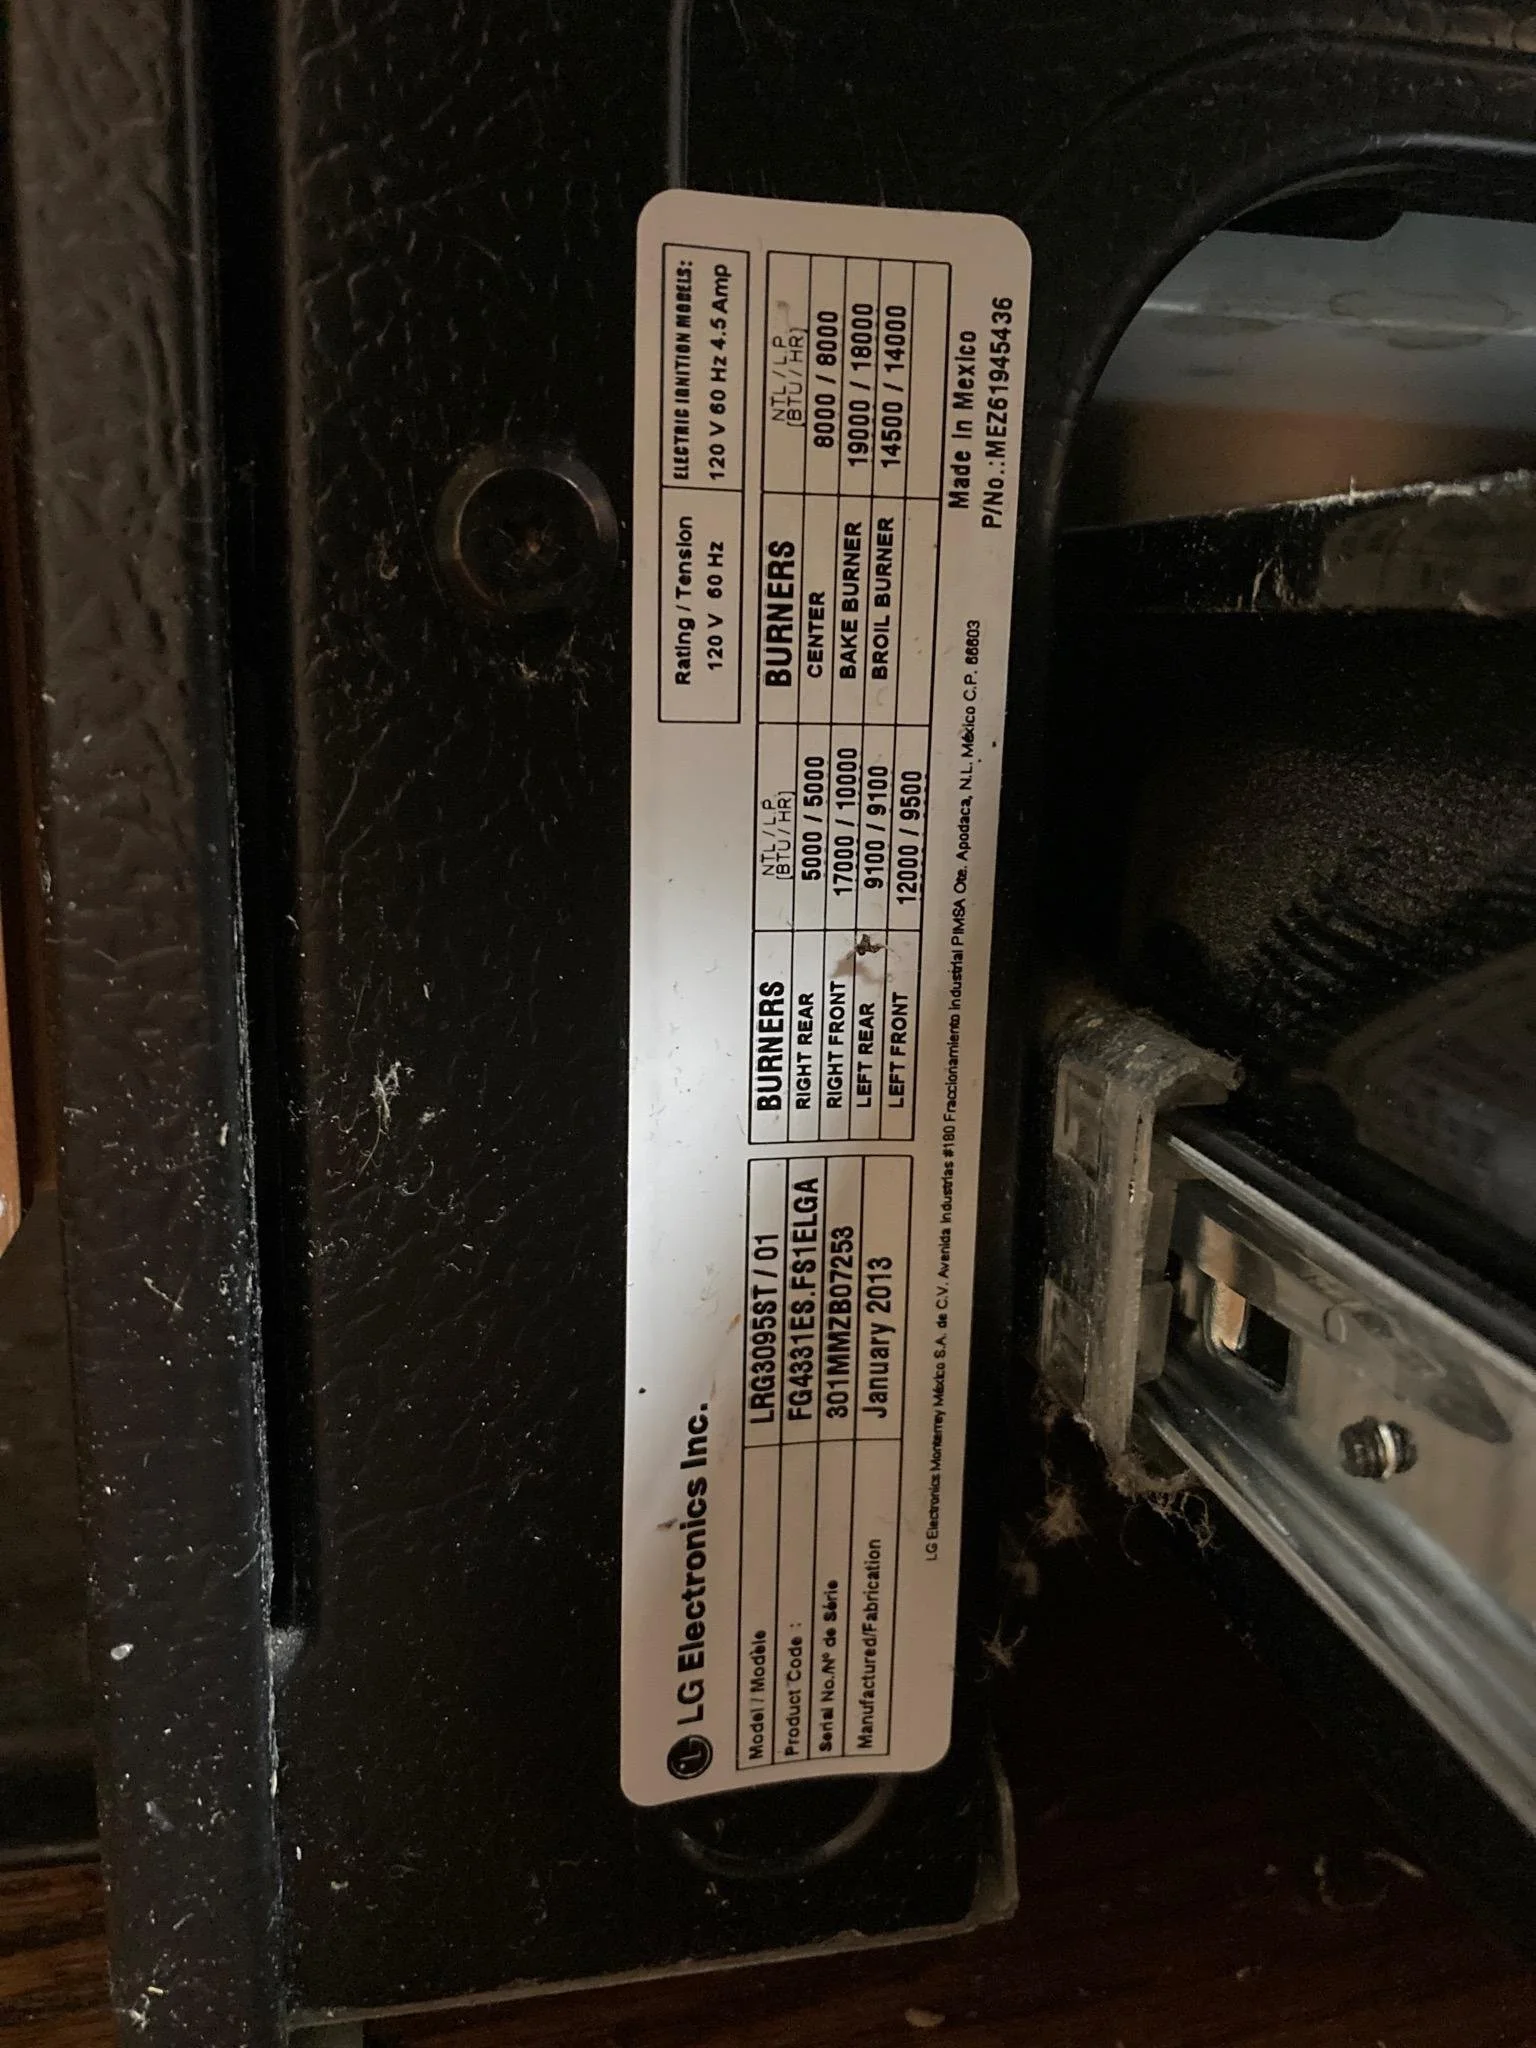 LG Electronics Inc.
Rating / Tension
120 V 60 Hz
ELECTRIC IGNITION MODELS:
120 V 60 Hz 4.5 Amp
Model / Modèle LRG3095ST / 01
Product Code : FG4331ES.FS1ELGA
Serial No./Nº de Série 301MMZB07253
Manufactured/Fabrication January 2013
BURNERS NTL / L.P. (BTU / HR) BURNERS NTL / L.P. (BTU / HR)
RIGHT REAR 5000 / 5000 CENTER 8000 / 8000
RIGHT FRONT 17000 / 10000 BAKE BURNER 19000 / 18000
LEFT REAR 9100 / 9100 BROIL BURNER 14500 / 14000
LEFT FRONT 12000 / 9500
Made In Mexico
LG Electronics Monterrey México S.A. de C.V. Avenida Industrias #180 Fraccionamiento Industrial PIMSA Ote. Apodaca, N.L. México C.P. 66603
P/No.:MEZ61945436